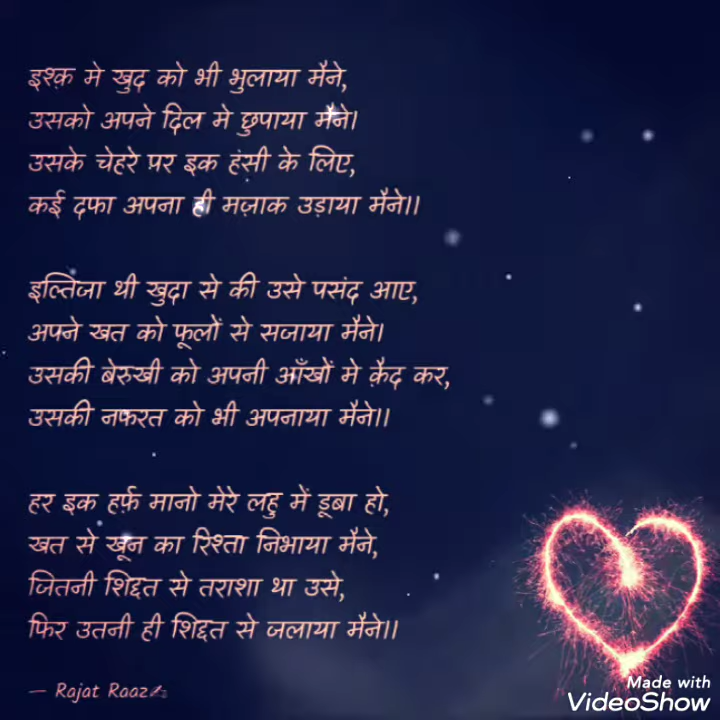 इश्क़ मे खुद को भी भुलाया मैने,
उसको अपने दिल मे छुपाया मैने।
उसके चेहरे पर इक हंसी के लिए,
कई दफा अपना ही मज़ाक उड़ाया मैने।।
इल्तिजा थी खुदा से की उसे पसंद आए,
अपने खत को फूलों से सजाया मैने।
उसकी बेरुखी को अपनी आँखों मे क़ैद कर,
उसकी नफरत को भी अपनाया मैने।।
हर इक हर्फ़ मानो मेरे लहु में डूबा हो,
खत से खून का रिश्ता निभाया मैने,
जितनी शिद्दत से तराशा था उसे,
फिर उतनी ही शिद्दत से जलाया मैने।।
— Rajat Raaz✍
Made with
VideoShow